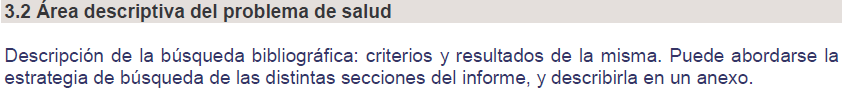 3.2 Área descriptiva del problema de salud
Descripción de la búsqueda bibliográfica: criterios y resultados de la misma. Puede abordarse la
estrategia de búsqueda de las distintas secciones del informe, y describirla en un anexo.